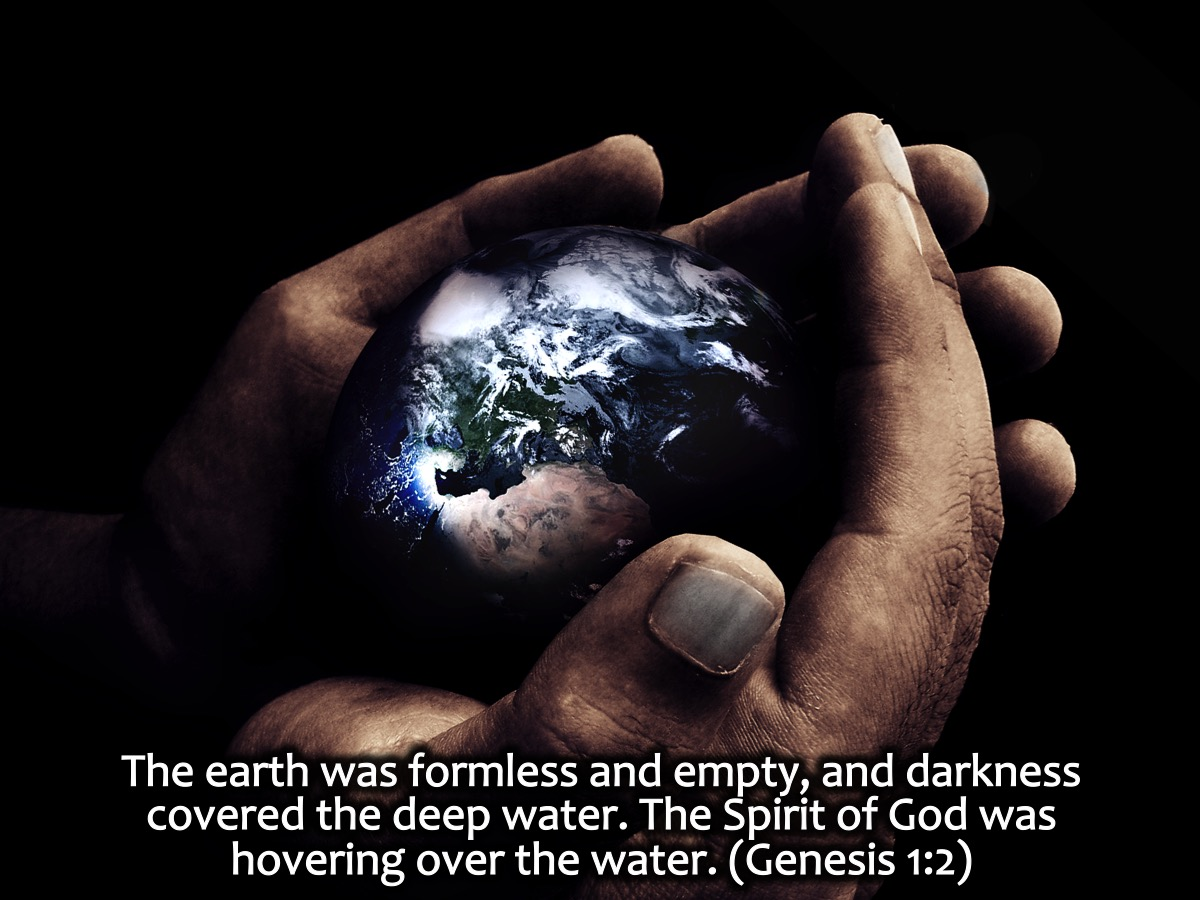 The earth was formless and empty, and darkness
covered the deep water. The Spirit of God was
hovering over the water. (Genesis 1:2)